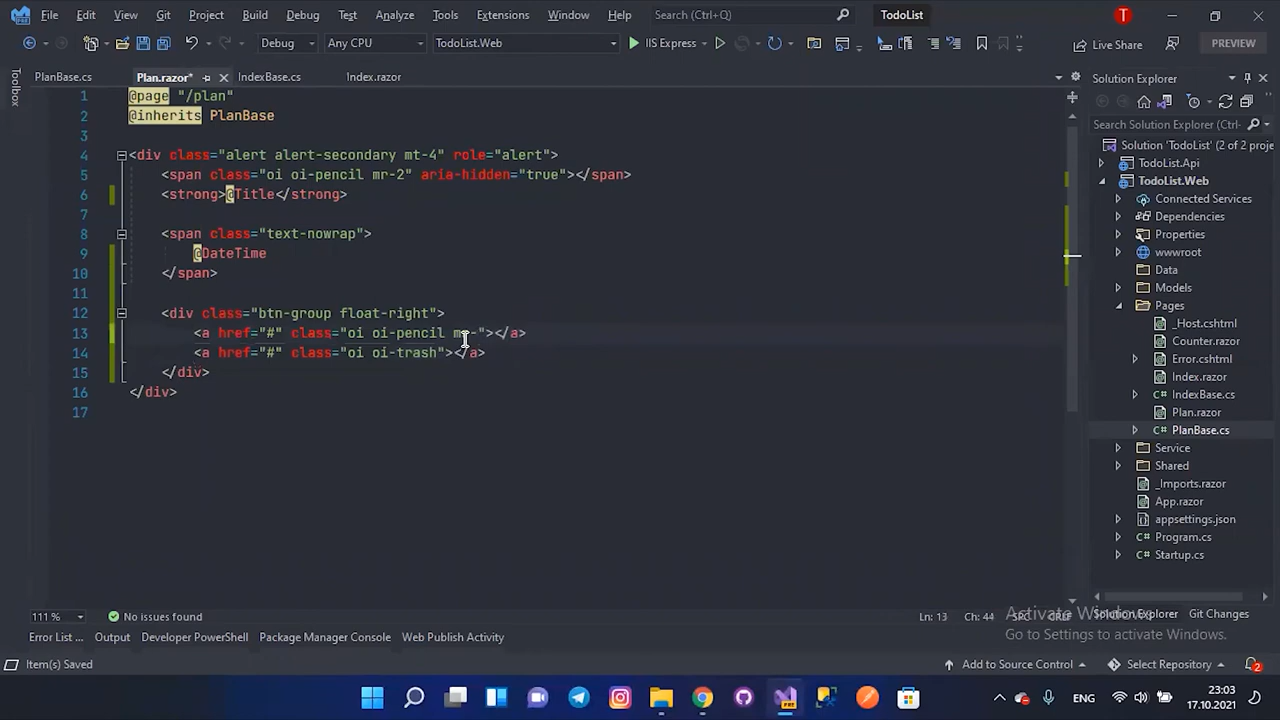 File Edit View Git Project Build Debug Test Analyze Tools Extensions Window Help Search (Ctrl+Q) TodoList T
Debug Any CPU TodoList.Web IIS Express Live Share PREVIEW
Toolbox
PlanBase.cs Plan.razor* IndexBase.cs Index.razor
1 @page "/plan"
2 @inherits PlanBase
3
4 <div class="alert alert-secondary mt-4" role="alert">
5 <span class="oi oi-pencil mr-2" aria-hidden="true"></span>
6 <strong>@Title</strong>
7
8 <span class="text-nowrap">
9 @DateTime
10 </span>
11
12 <div class="btn-group float-right">
13 <a href="#" class="oi oi-pencil mr-"></a>
14 <a href="#" class="oi oi-trash"></a>
15 </div>
16 </div>
17
Solution Explorer
Search Solution Explorer (Ctrl-
Solution 'TodoList' (2 of 2 proje
TodoList.Api
TodoList.Web
Connected Services
Dependencies
Properties
wwwroot
Data
Models
Pages
_Host.cshtml
Counter.razor
Error.cshtml
Index.razor
C# IndexBase.cs
Plan.razor
C# PlanBase.cs
Service
Shared
_Imports.razor
App.razor
appsettings.json
C# Program.cs
C# Startup.cs
Solution Explorer Git Changes
111 % No issues found Ln: 13 Ch: 44 SPC CRLF
Activate Windows
Go to Settings to activate Windows.
Error List ... Output Developer PowerShell Package Manager Console Web Publish Activity
Item(s) Saved Add to Source Control Select Repository 2
PRE
ENG 23:03
17.10.2021